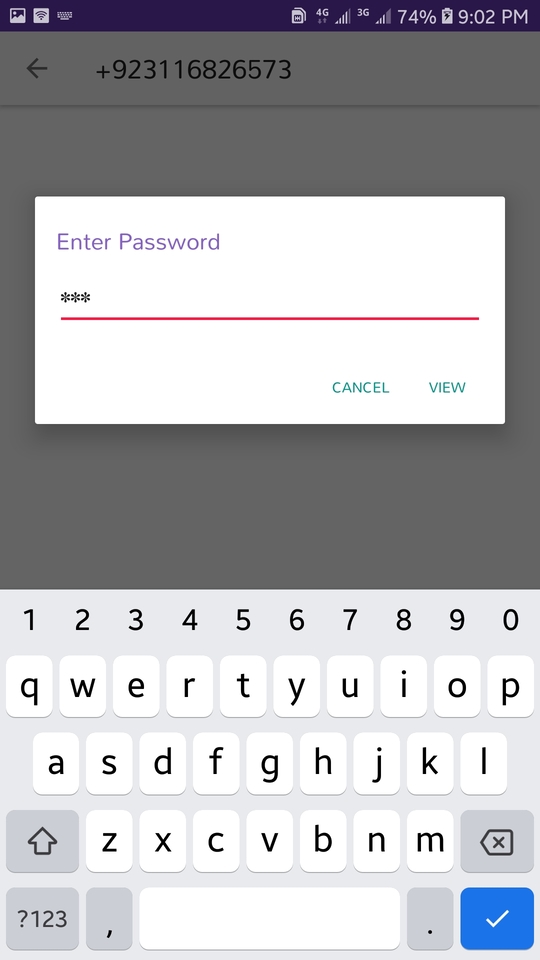 4G 3G 74% 9:02 PM
+923116826573
Enter Password
***
CANCEL VIEW
1 2 3 4 5 6 7 8 9 0
q w e r t y u i o p
a s d f g h j k l
z x c v b n m
?123 , .